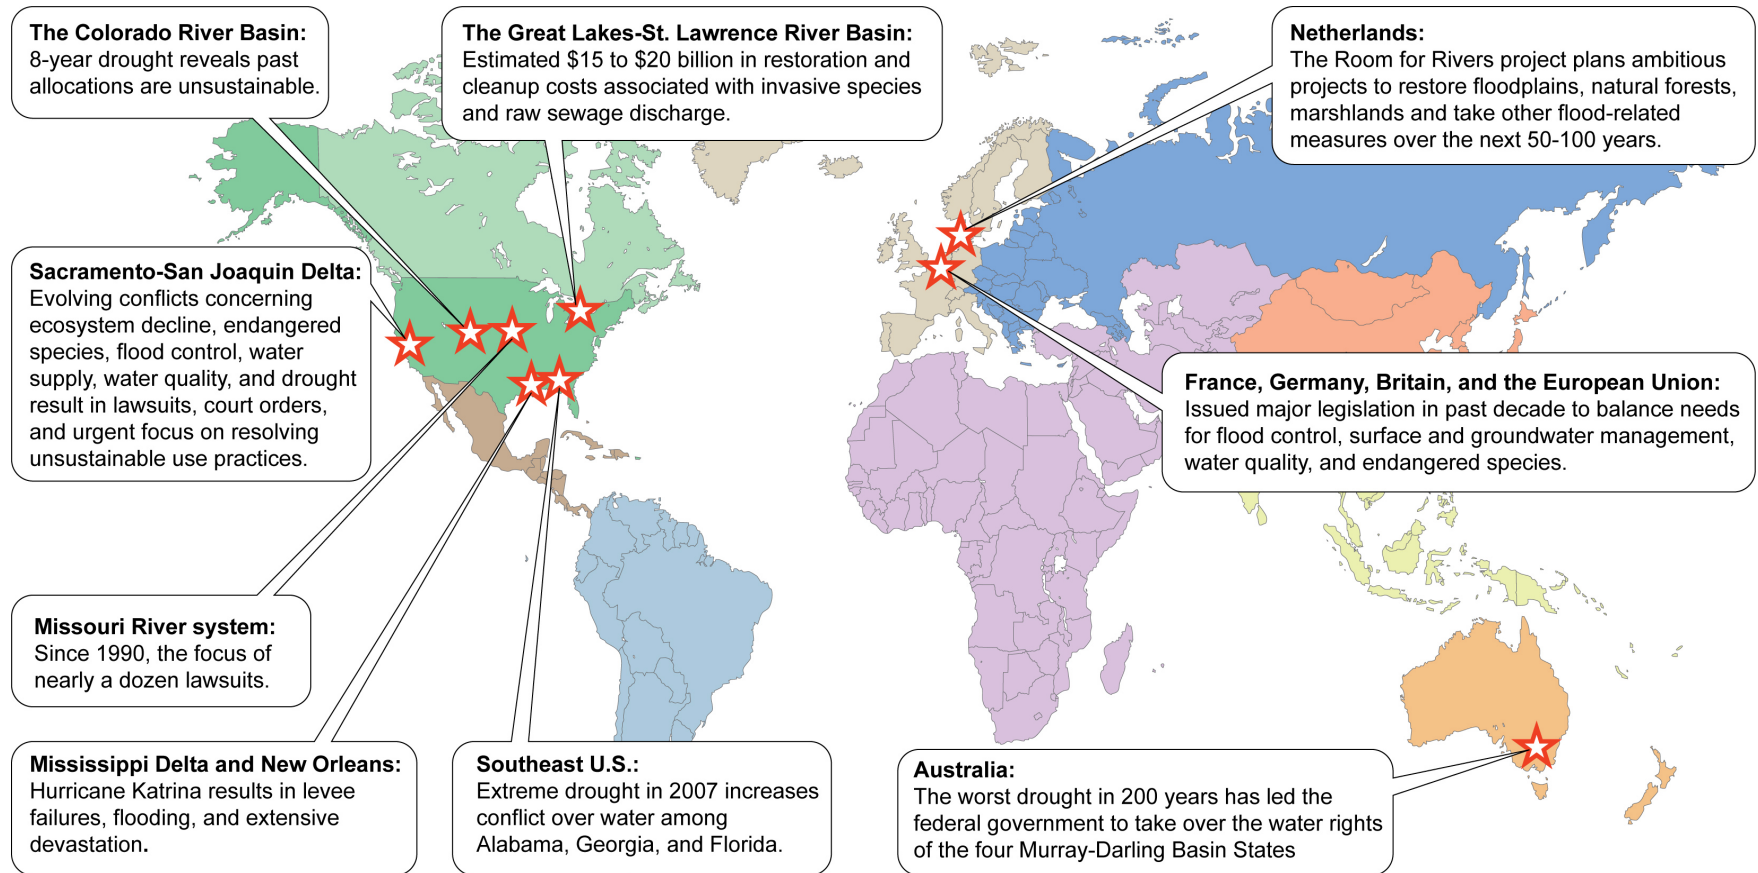 The Colorado River Basin:
8-year drought reveals past
allocations are unsustainable.
The Great Lakes-St. Lawrence River Basin:
Estimated $15 to $20 billion in restoration and
cleanup costs associated with invasive species
and raw sewage discharge.
Netherlands:
The Room for Rivers project plans ambitious
projects to restore floodplains, natural forests,
marshlands and take other flood-related
measures over the next 50-100 years.
Sacramento-San Joaquin Delta:
Evolving conflicts concerning
ecosystem decline, endangered
species, flood control, water
supply, water quality, and drought
result in lawsuits, court orders,
and urgent focus on resolving
unsustainable use practices.
France, Germany, Britain, and the European Union:
Issued major legislation in past decade to balance needs
for flood control, surface and groundwater management,
water quality, and endangered species.
Missouri River system:
Since 1990, the focus of
nearly a dozen lawsuits.
Mississippi Delta and New Orleans:
Hurricane Katrina results in levee
failures, flooding, and extensive
devastation.
Southeast U.S.:
Extreme drought in 2007 increases
conflict over water among
Alabama, Georgia, and Florida.
Australia:
The worst drought in 200 years has led the
federal government to take over the water rights
of the four Murray-Darling Basin States